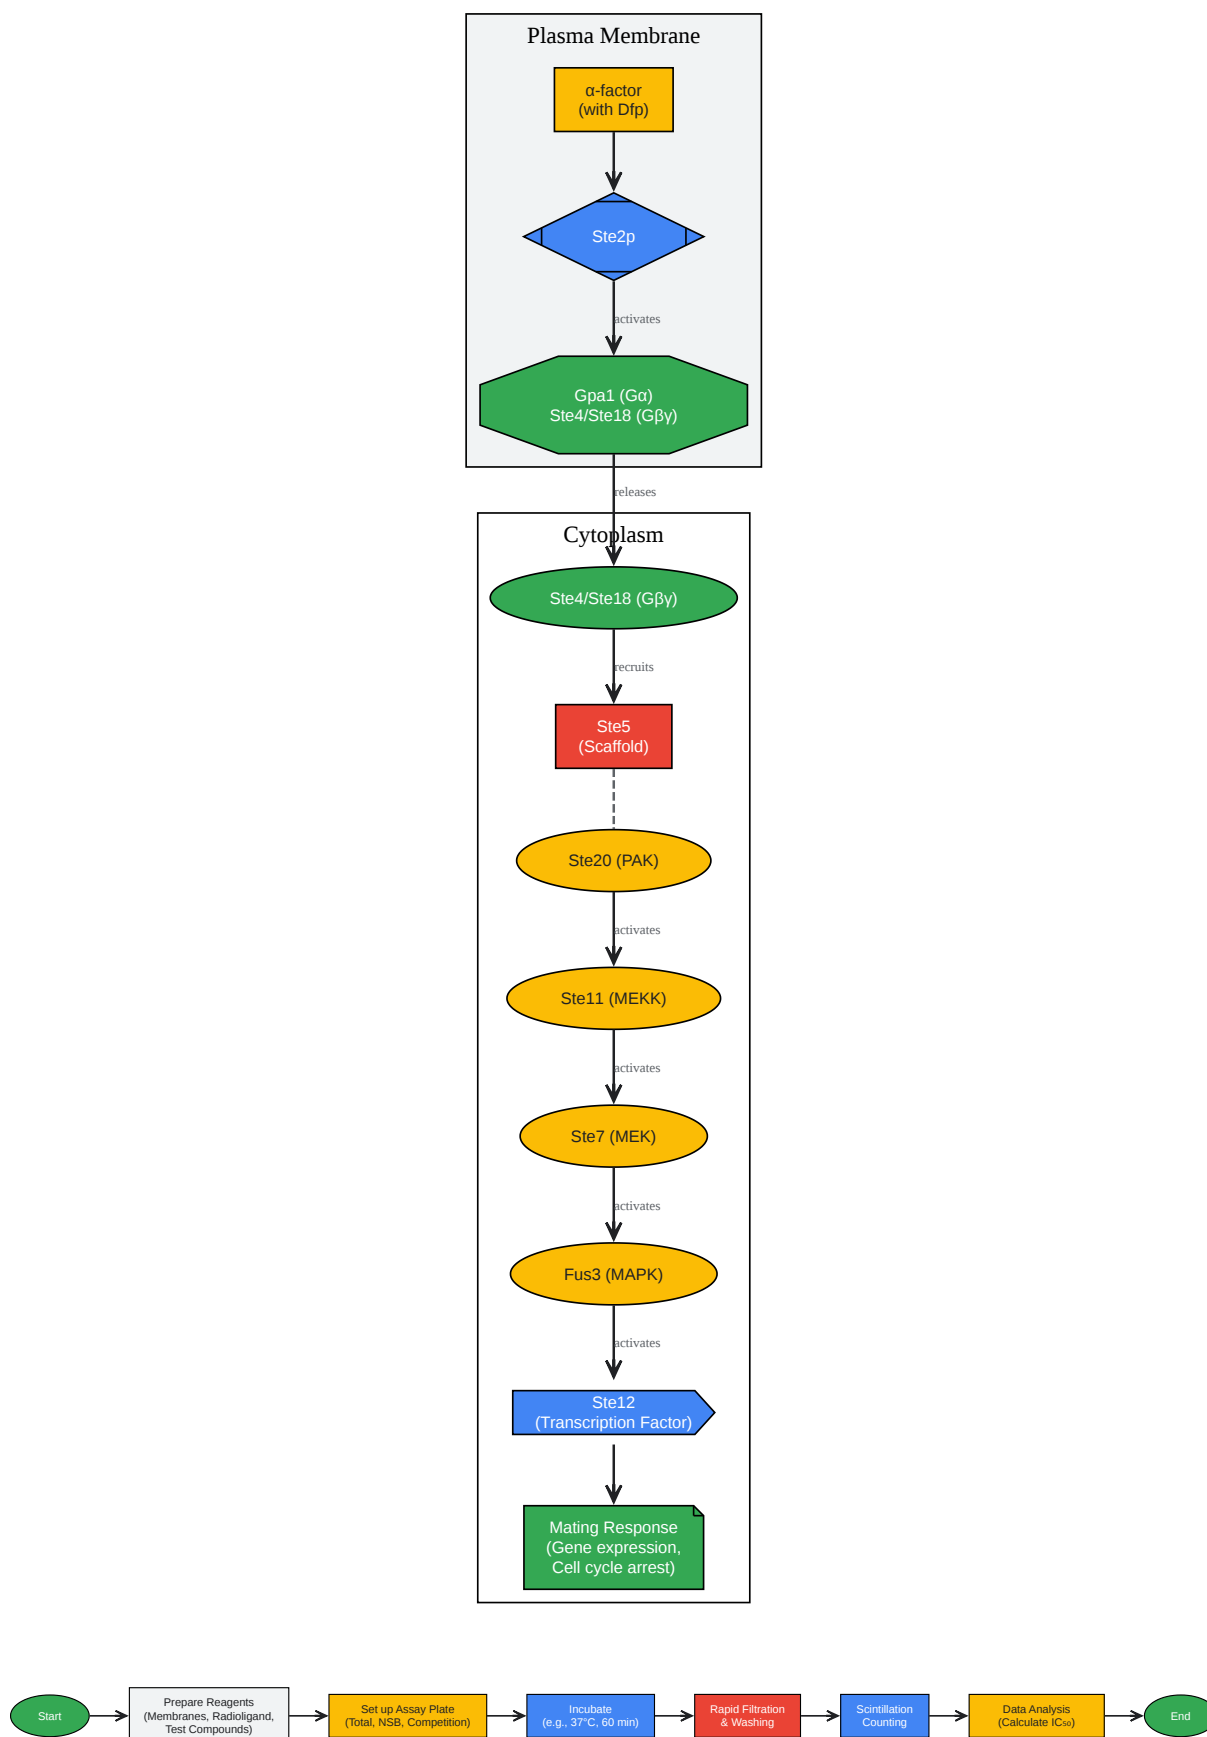 Plasma Membrane
α-factor
(with Dfp)
Ste2p
activates
Gpa1 (Gα)
Ste4/Ste18 (Gβγ)
releases
Cytoplasm
Ste4/Ste18 (Gβγ)
recruits
Ste5
(Scaffold)
Ste20 (PAK)
activates
Ste11 (MEKK)
activates
Ste7 (MEK)
activates
Fus3 (MAPK)
activates
Ste12
(Transcription Factor)
Mating Response
(Gene expression,
Cell cycle arrest)
Start
Prepare Reagents
(Membranes, Radioligand,
Test Compounds)
Set up Assay Plate
(Total, NSB, Competition)
Incubate
(e.g., 37°C, 60 min)
Rapid Filtration
& Washing
Scintillation
Counting
Data Analysis
(Calculate IC₅₀)
End